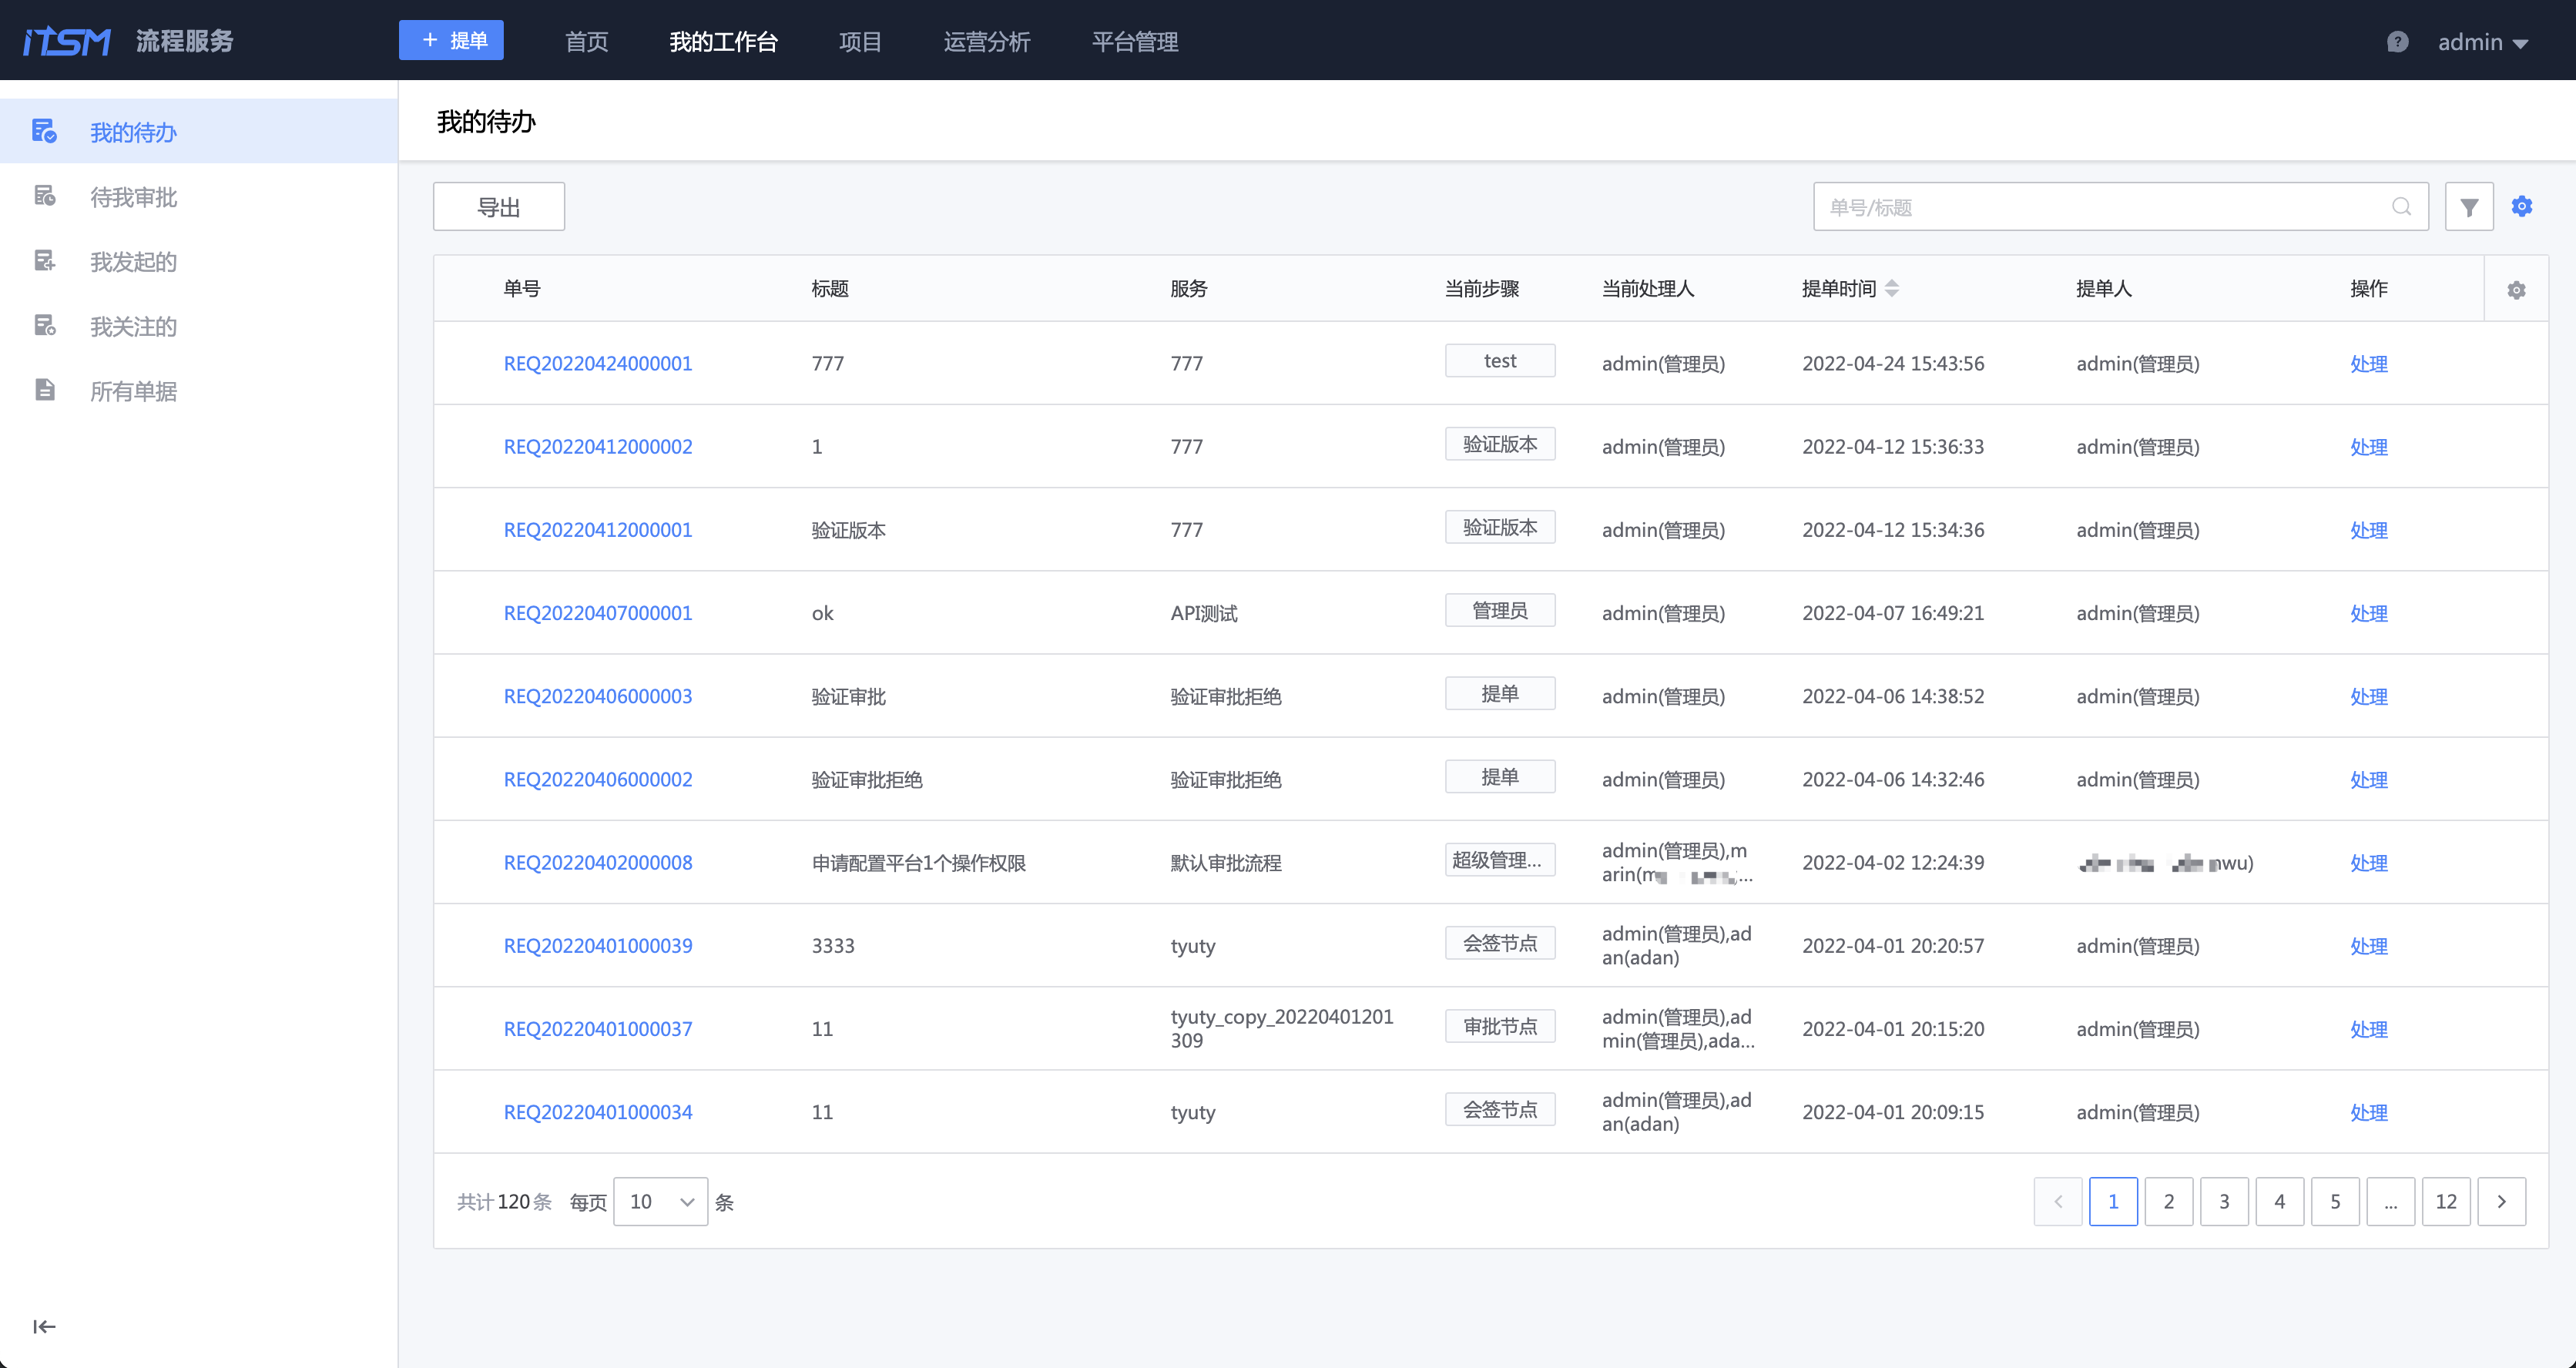 iTSM 流程服务 + 提单 首页 我的工作台 项目 运营分析 平台管理 admin
我的待办
待我审批
我发起的
我关注的
所有单据
我的待办
导出 单号/标题
单号 标题 服务 当前步骤 当前处理人 提单时间 提单人 操作
REQ20220424000001 777 777 test admin(管理员) 2022-04-24 15:43:56 admin(管理员) 处理
REQ20220412000002 1 777 验证版本 admin(管理员) 2022-04-12 15:36:33 admin(管理员) 处理
REQ20220412000001 验证版本 777 验证版本 admin(管理员) 2022-04-12 15:34:36 admin(管理员) 处理
REQ20220407000001 ok API测试 管理员 admin(管理员) 2022-04-07 16:49:21 admin(管理员) 处理
REQ20220406000003 验证审批 验证审批拒绝 提单 admin(管理员) 2022-04-06 14:38:52 admin(管理员) 处理
REQ20220406000002 验证审批拒绝 验证审批拒绝 提单 admin(管理员) 2022-04-06 14:32:46 admin(管理员) 处理
REQ20220402000008 申请配置平台1个操作权限 默认审批流程 超级管理... admin(管理员),m
arin(m ... 2022-04-02 12:24:39 nwu) 处理
REQ20220401000039 3333 tyuty 会签节点 admin(管理员),ad
an(adan) 2022-04-01 20:20:57 admin(管理员) 处理
REQ20220401000037 11 tyuty_copy_20220401201
309 审批节点 admin(管理员),ad
min(管理员),ada... 2022-04-01 20:15:20 admin(管理员) 处理
REQ20220401000034 11 tyuty 会签节点 admin(管理员),ad
an(adan) 2022-04-01 20:09:15 admin(管理员) 处理
共计120条 每页 10 条 1 2 3 4 5 ... 12